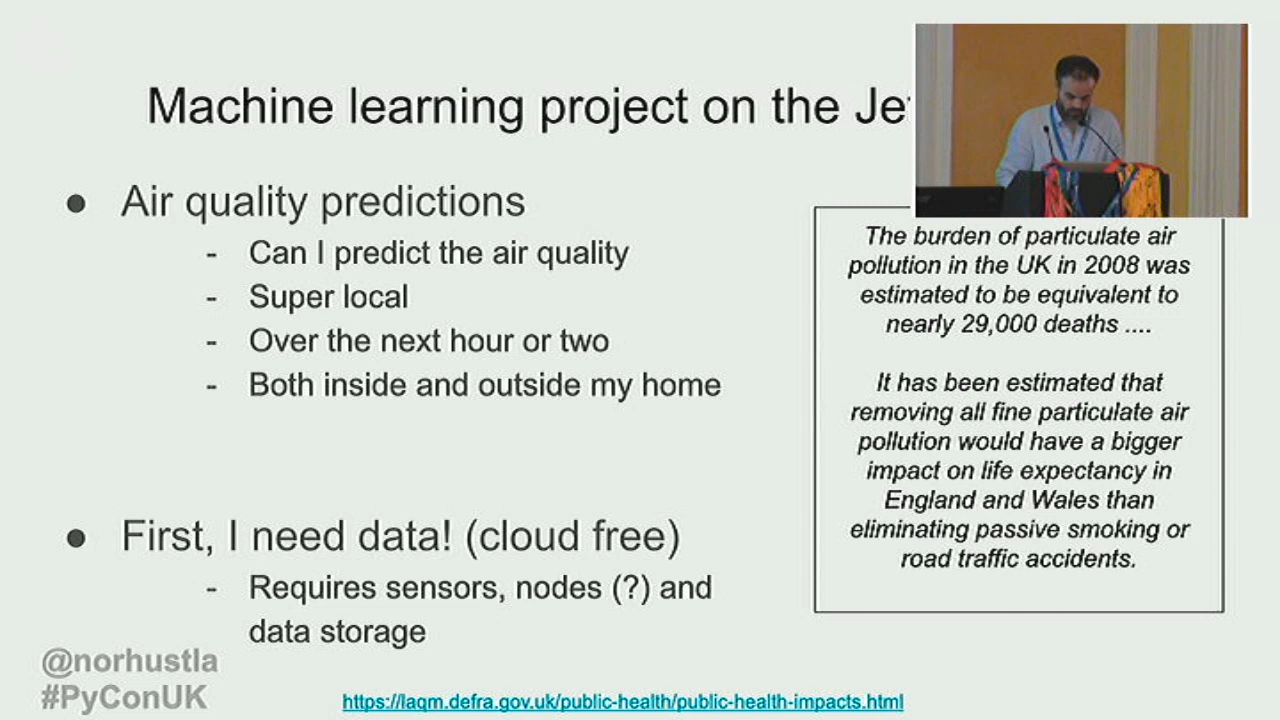 Machine learning project on the Je
● Air quality predictions
- Can I predict the air quality
- Super local
- Over the next hour or two
- Both inside and outside my home
● First, I need data! (cloud free)
- Requires sensors, nodes (?) and
data storage
The burden of particulate air
pollution in the UK in 2008 was
estimated to be equivalent to
nearly 29,000 deaths ....
It has been estimated that
removing all fine particulate air
pollution would have a bigger
impact on life expectancy in
England and Wales than
eliminating passive smoking or
road traffic accidents.
@norhustla
#PyConUK
https://laqm.defra.gov.uk/public-health/public-health-impacts.html